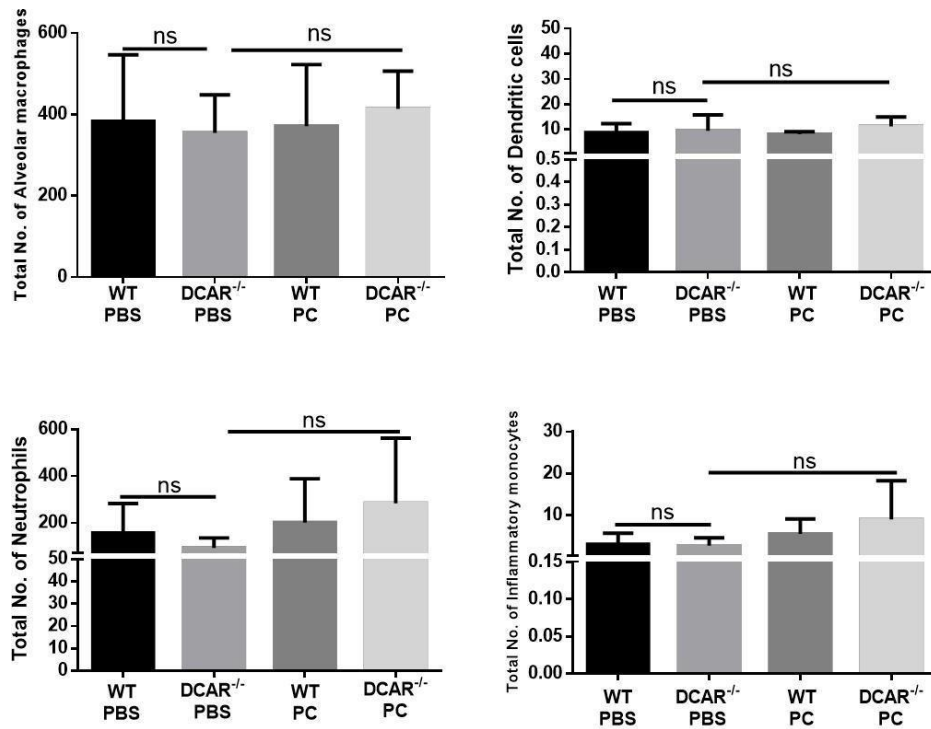 Total No. of Alveolar macrophages
600
400
200
0
ns
ns
WT
PBS
DCAR-/-
PBS
WT
PC
DCAR-/-
PC
Total No. of Dendritic cells
50
40
30
20
10
0.5
0.4
0.3
0.2
0.1
0.0
ns
ns
WT
PBS
DCAR-/-
PBS
WT
PC
DCAR-/-
PC
Total No. of Neutrophils
600
400
200
50
40
30
20
10
0
ns
ns
WT
PBS
DCAR-/-
PBS
WT
PC
DCAR-/-
PC
Total No. of Inflammatory monocytes
30
20
10
0.15
0.10
0.05
0.00
ns
ns
WT
PBS
DCAR-/-
PBS
WT
PC
DCAR-/-
PC